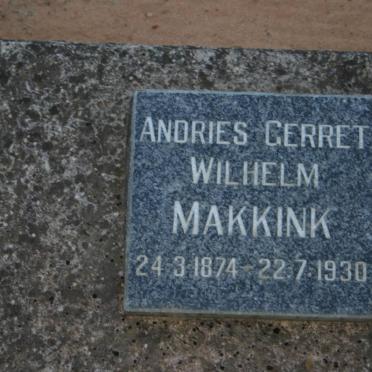 ANDRIES GERRET
WILHELM
MAKKINK
24·3·1874 - 22·7·1930